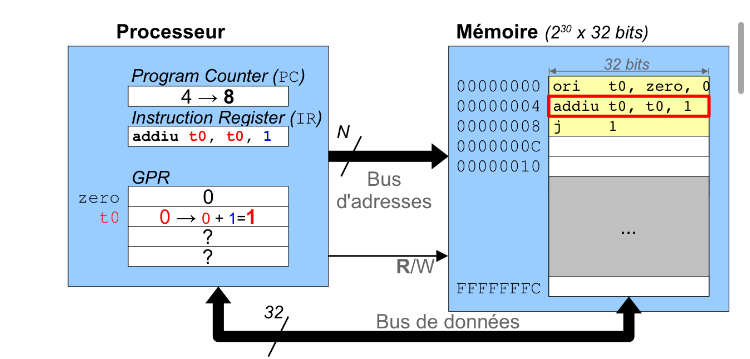 Processeur
Mémoire (2³⁰ x 32 bits)
Program Counter (PC)
4 → 8
Instruction Register (IR)
addiu t0, t0, 1
GPR
zero 0
t0 0 → 0 + 1=1
?
?
N
Bus
d'adresses
R/W
32 bits
00000000 ori t0, zero, 0
00000004 addiu t0, t0, 1
00000008 j 1
0000000C
00000010
...
FFFFFFFC
32
Bus de données